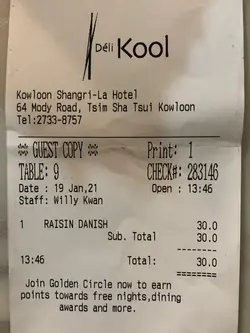 Déli Kool
Kowloon Shangri-La Hotel
64 Mody Road, Tsim Sha Tsui Kowloon
Tel:2733-8757
** GUEST COPY ** Print: 1
TABLE: 9 CHECK#: 283146
Date : 19 Jan,21 Open : 13:46
Staff: Willy Kwan
1 RAISIN DANISH 30.0
Sub. Total 30.0
--------
13:46 Total: 30.0
========
Join Golden Circle now to earn
points towards free nights,dining
awards and more.